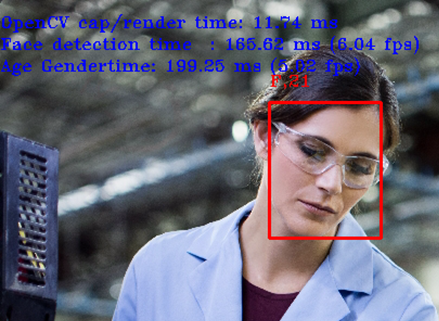 OpenCV cap/render time: 11.74 ms
Face detection time  : 165.62 ms (6.04 fps)
Age Gendertime: 199.25 ms (5.02 fps)
F,21